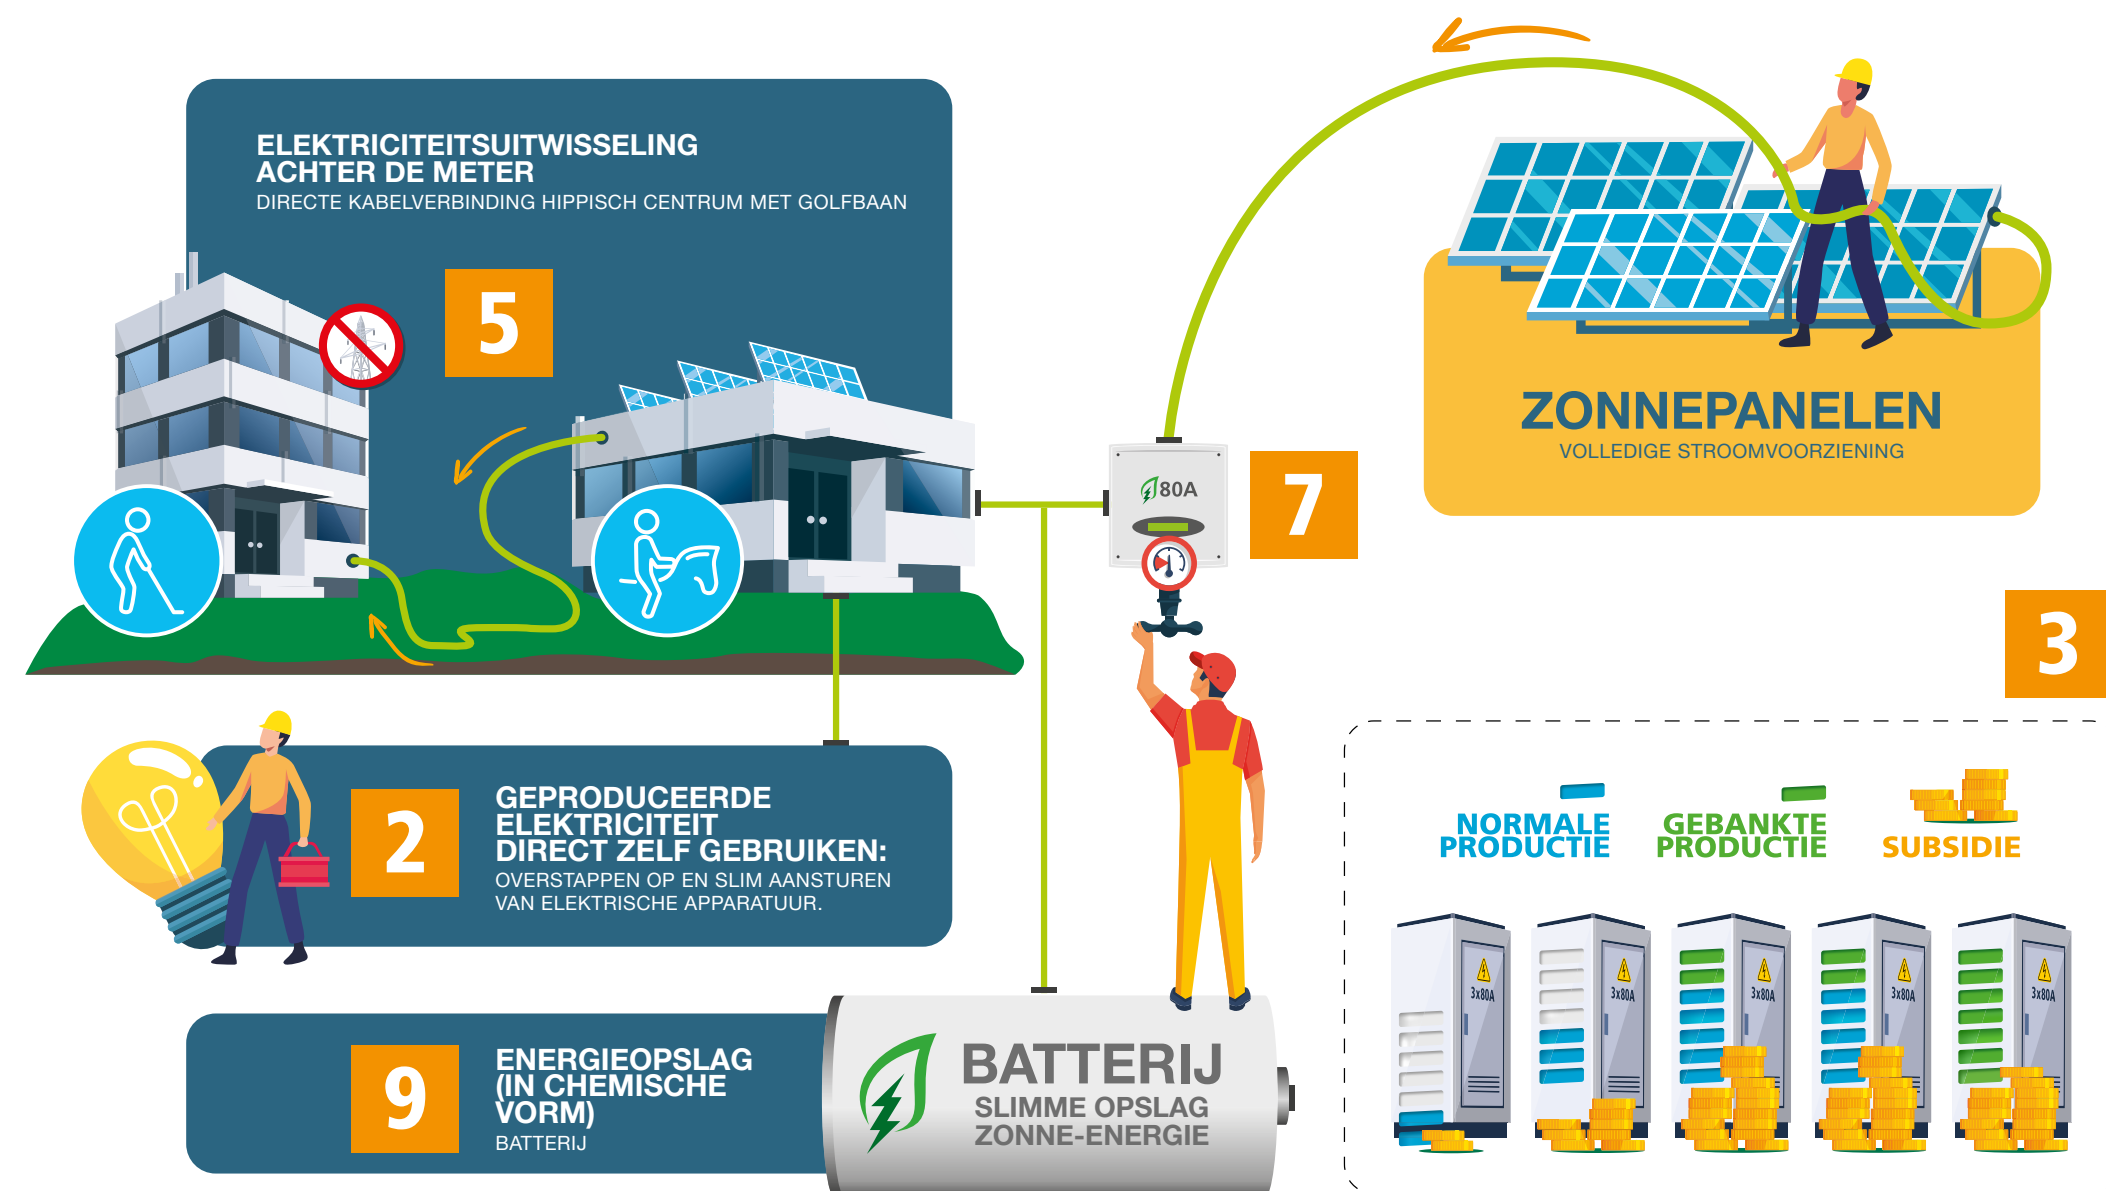 ELEKTRICITEITSUITWISSELING
ACHTER DE METER
DIRECTE KABELVERBINDING HIPPISCH CENTRUM MET GOLFBAAN
5
ZONNEPANELEN
VOLLEDIGE STROOMVOORZIENING
80A
7
3
2
GEPRODUCEERDE
ELEKTRICITEIT
DIRECT ZELF GEBRUIKEN:
OVERSTAPPEN OP EN SLIM AANSTUREN
VAN ELEKTRISCHE APPARATUUR.
NORMALE
PRODUCTIE
GEBANKTE
PRODUCTIE
SUBSIDIE
3x80A
3x80A
3x80A
3x80A
3x80A
9
ENERGIEOPSLAG
(IN CHEMISCHE
VORM)
BATTERIJ
BATTERIJ
SLIMME OPSLAG
ZONNE-ENERGIE